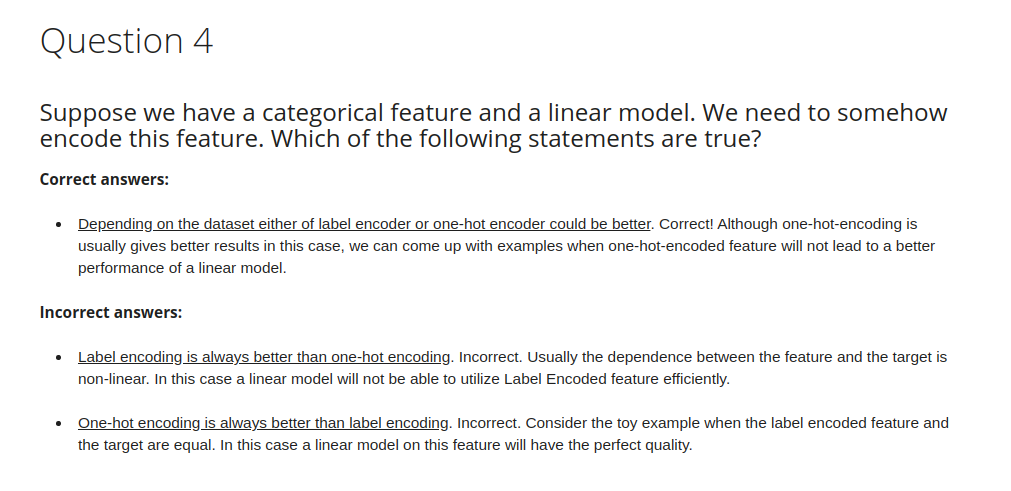 Question 4
Suppose we have a categorical feature and a linear model. We need to somehow
encode this feature. Which of the following statements are true?
Correct answers:
Depending on the dataset either of label encoder or one-hot encoder could be better. Correct! Although one-hot-encoding is
usually gives better results in this case, we can come up with examples when one-hot-encoded feature will not lead to a better
performance of a linear model.
Incorrect answers:
Label encoding is always better than one-hot encoding. Incorrect. Usually the dependence between the feature and the target is
non-linear. In this case a linear model will not be able to utilize Label Encoded feature efficiently.
One-hot encoding is always better than label encoding. Incorrect. Consider the toy example when the label encoded feature and
the target are equal. In this case a linear model on this feature will have the perfect quality.